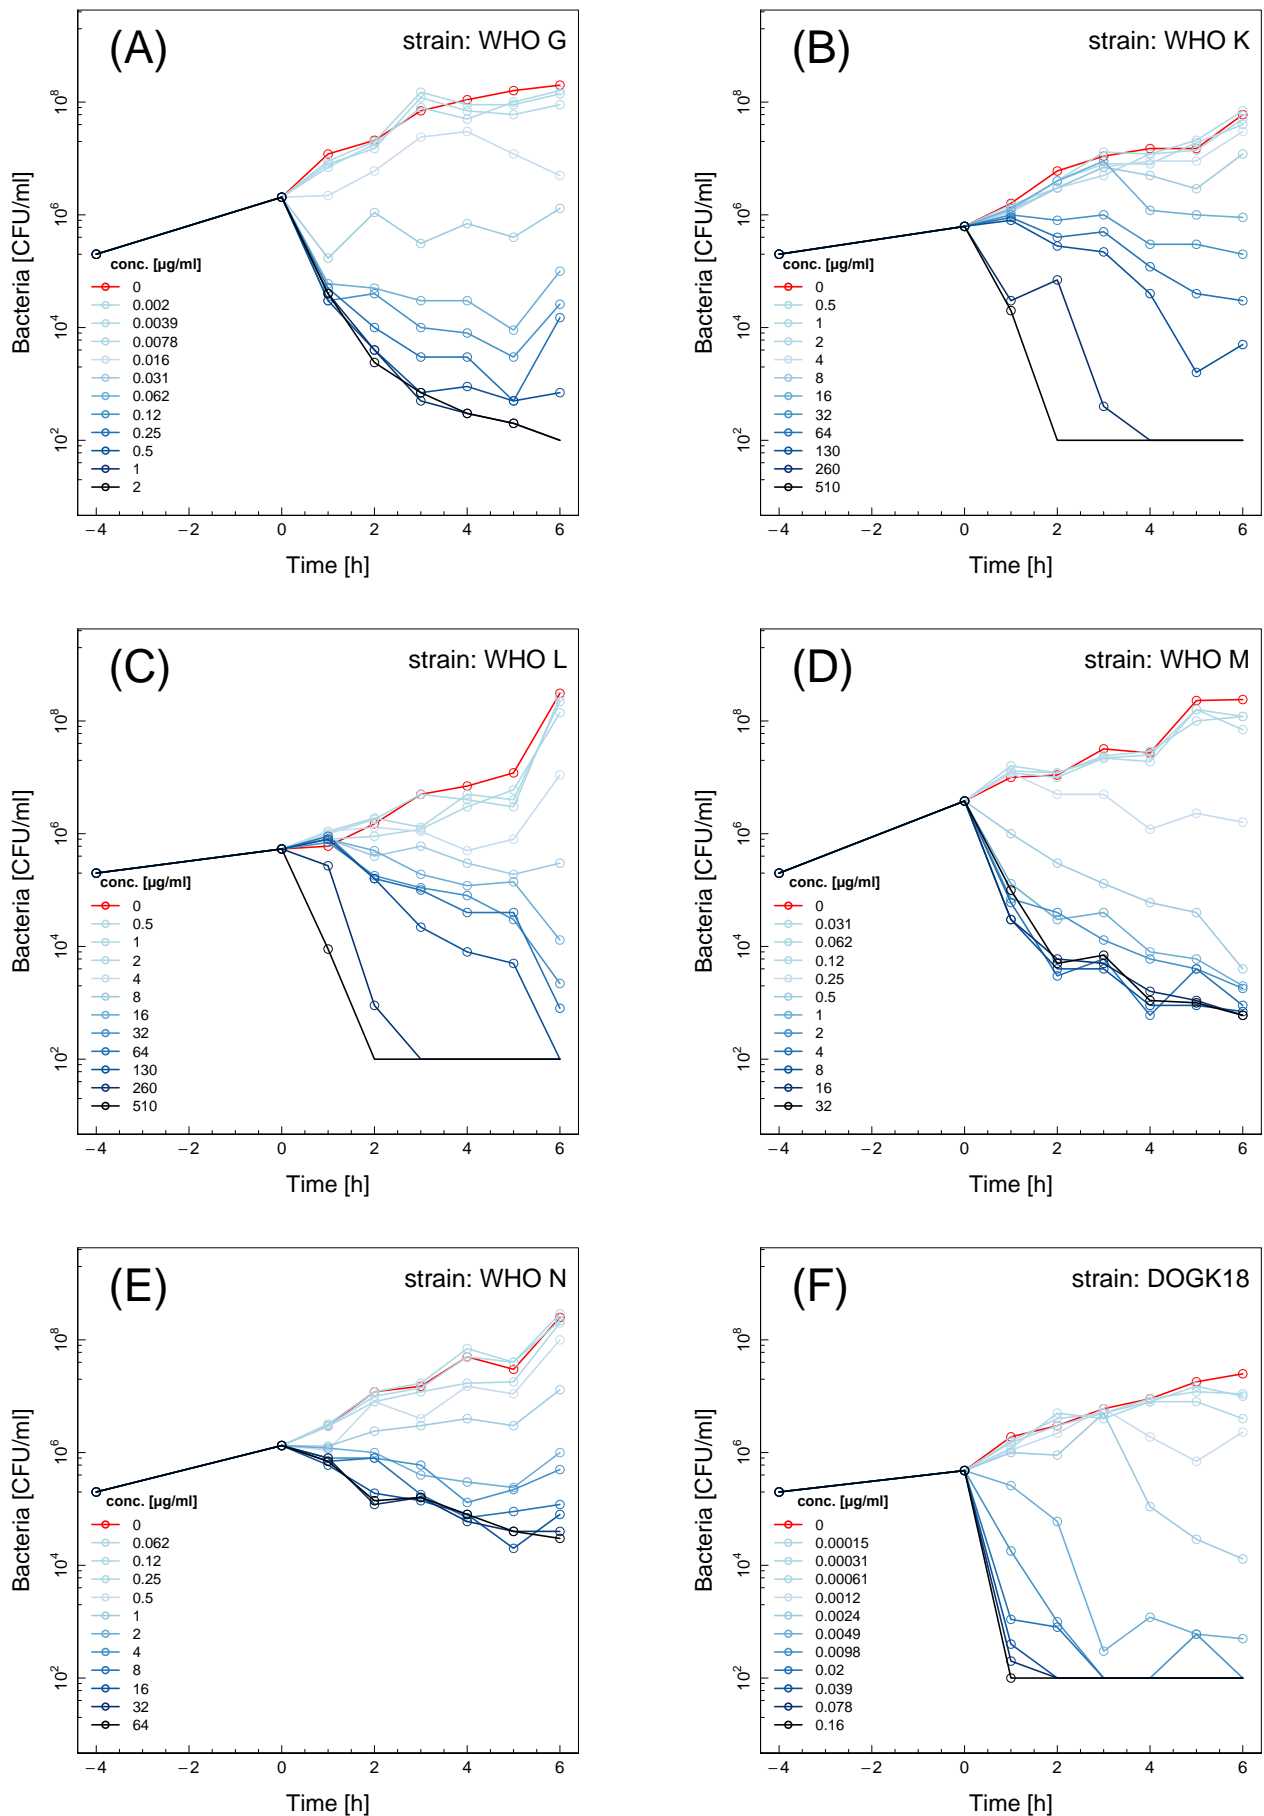 (A)
strain: WHO G
Bacteria [CFU/ml]
10^8
10^6
10^4
10^2
conc. [µg/ml]
0
0.002
0.0039
0.0078
0.016
0.031
0.062
0.12
0.25
0.5
1
2
−4 −2 0 2 4 6
Time [h]
(B)
strain: WHO K
Bacteria [CFU/ml]
10^8
10^6
10^4
10^2
conc. [µg/ml]
0
0.5
1
2
4
8
16
32
64
130
260
510
−4 −2 0 2 4 6
Time [h]
(C)
strain: WHO L
Bacteria [CFU/ml]
10^8
10^6
10^4
10^2
conc. [µg/ml]
0
0.5
1
2
4
8
16
32
64
130
260
510
−4 −2 0 2 4 6
Time [h]
(D)
strain: WHO M
Bacteria [CFU/ml]
10^8
10^6
10^4
10^2
conc. [µg/ml]
0
0.031
0.062
0.12
0.25
0.5
1
2
4
8
16
32
−4 −2 0 2 4 6
Time [h]
(E)
strain: WHO N
Bacteria [CFU/ml]
10^8
10^6
10^4
10^2
conc. [µg/ml]
0
0.062
0.12
0.25
0.5
1
2
4
8
16
32
64
−4 −2 0 2 4 6
Time [h]
(F)
strain: DOGK18
Bacteria [CFU/ml]
10^8
10^6
10^4
10^2
conc. [µg/ml]
0
0.00015
0.00031
0.00061
0.0012
0.0024
0.0049
0.0098
0.02
0.039
0.078
0.16
−4 −2 0 2 4 6
Time [h]